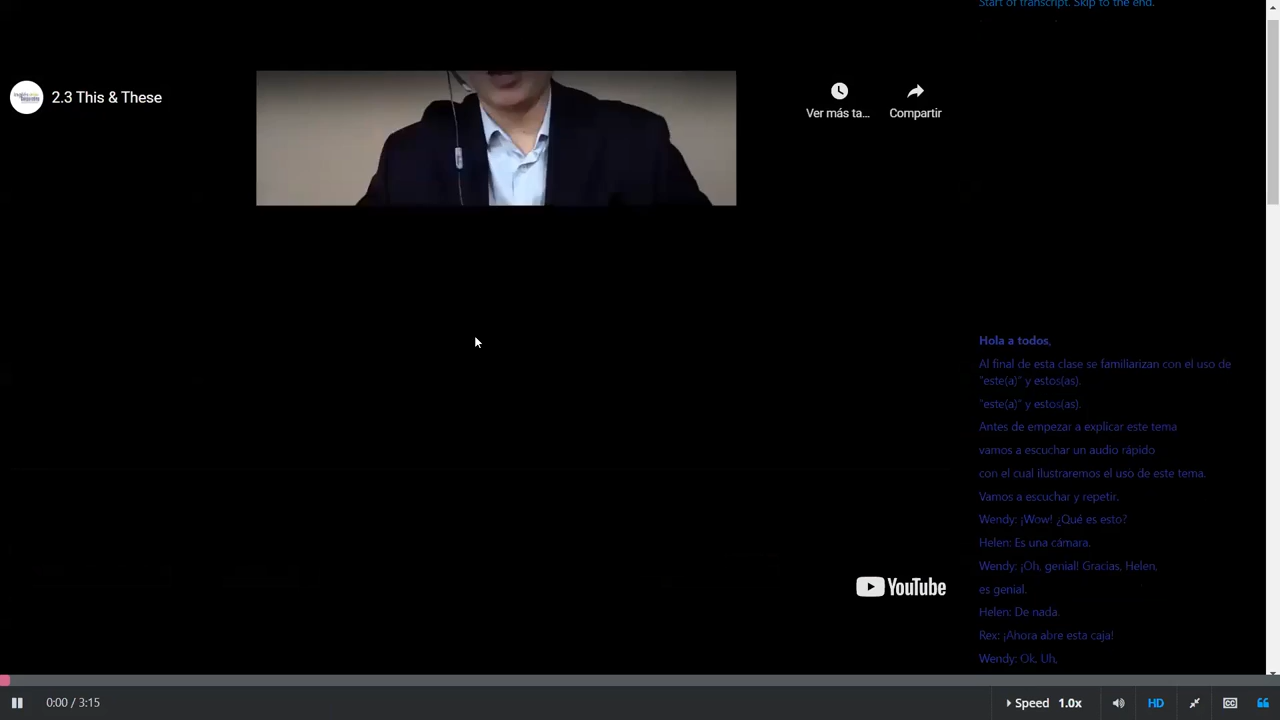 Start of transcript. Skip to the end.
2.3 This & These
Ver más ta...
Compartir
Hola a todos,
Al final de esta clase se familiarizan con el uso de
"este(a)" y estos(as).
"este(a)" y estos(as).
Antes de empezar a explicar este tema
vamos a escuchar un audio rápido
con el cual ilustraremos el uso de este tema.
Vamos a escuchar y repetir.
Wendy: ¡Wow! ¿Qué es esto?
Helen: Es una cámara.
Wendy: ¡Oh, genial! Gracias, Helen,
es genial.
Helen: De nada.
Rex: ¡Ahora abre esta caja!
Wendy: Ok, Uh,
YouTube
0:00 / 3:15
Speed 1.0x
HD
CC